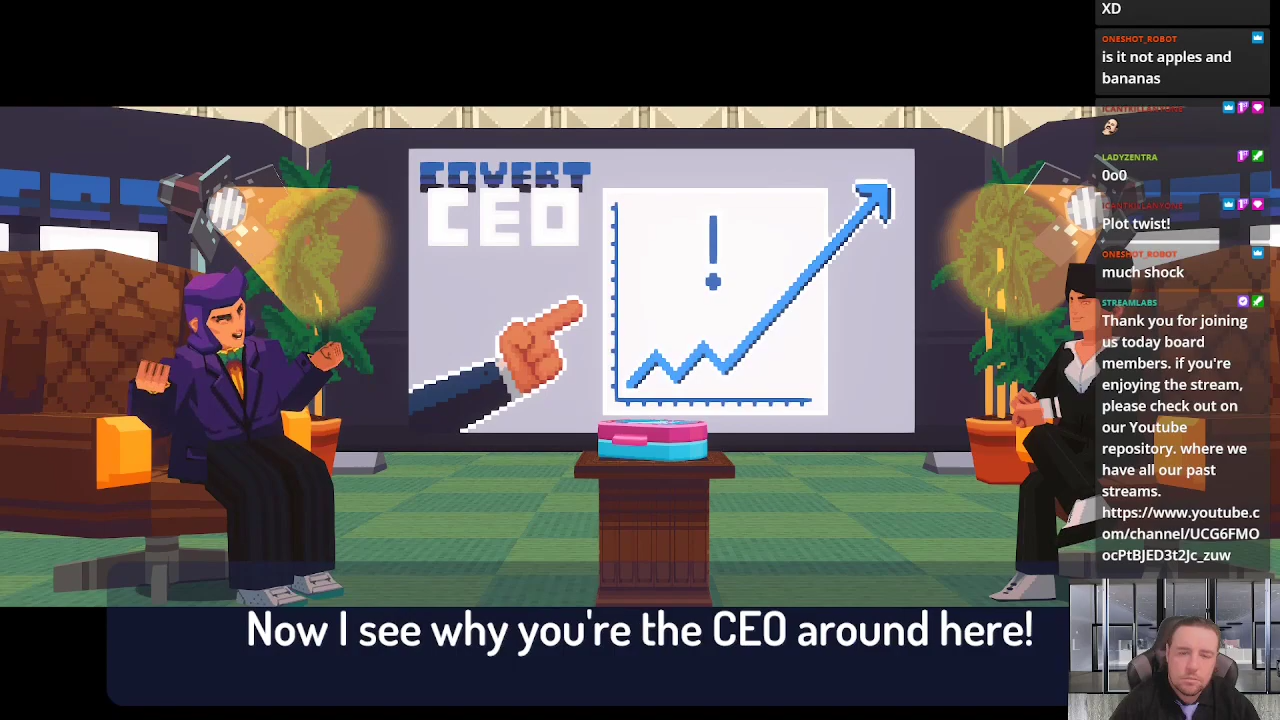 COVERT
CEO
!
Now I see why you're the CEO around here!
XD
ONESHOT_ROBOT
is it not apples and
bananas
ICANTKILLANYONE
LADYZENTRA
0o0
ICANTKILLANYONE
Plot twist!
ONESHOT_ROBOT
much shock
STREAMLABS
Thank you for joining
us today board
members. if you're
enjoying the stream,
please check out on
our Youtube
repository. where we
have all our past
streams.
https://www.youtube.c
om/channel/UCG6FMO
ocPtBJED3t2Jc_zuw